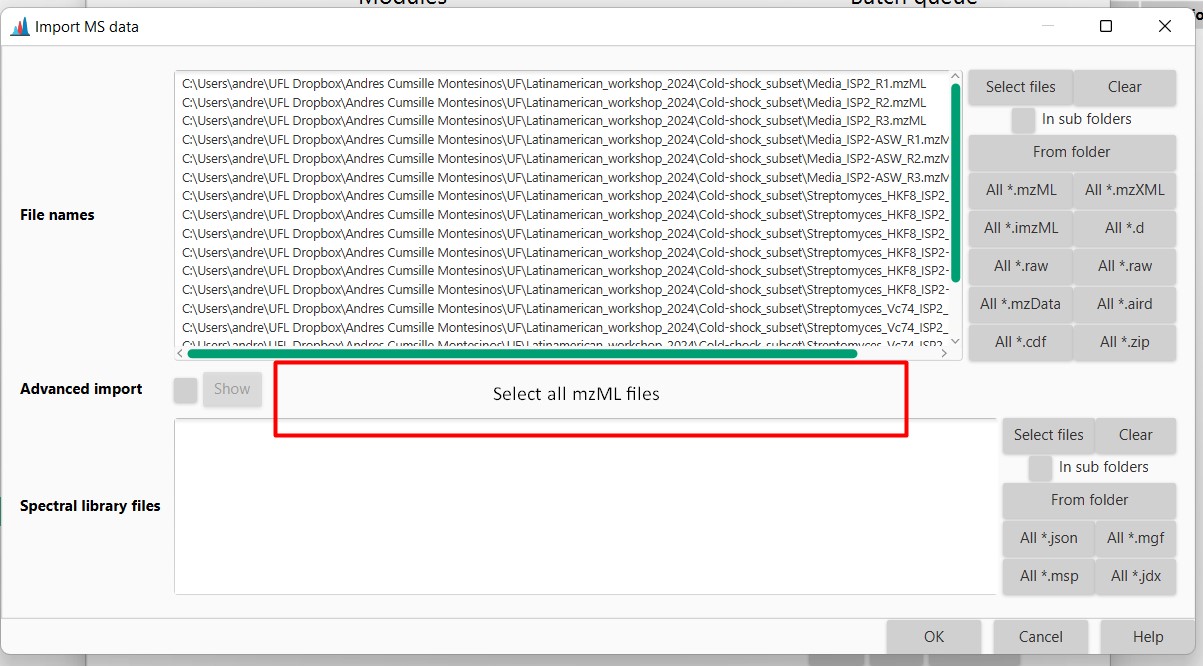 Modules
Batch queue
Import MS data
File names
C:\Users\andre\UFL Dropbox\Andres Cumsille Montesinos\UF\Latinamerican_workshop_2024\Cold-shock_subset\Media_ISP2_R1.mzML
C:\Users\andre\UFL Dropbox\Andres Cumsille Montesinos\UF\Latinamerican_workshop_2024\Cold-shock_subset\Media_ISP2_R2.mzML
C:\Users\andre\UFL Dropbox\Andres Cumsille Montesinos\UF\Latinamerican_workshop_2024\Cold-shock_subset\Media_ISP2_R3.mzML
C:\Users\andre\UFL Dropbox\Andres Cumsille Montesinos\UF\Latinamerican_workshop_2024\Cold-shock_subset\Media_ISP2-ASW_R1.mzM
C:\Users\andre\UFL Dropbox\Andres Cumsille Montesinos\UF\Latinamerican_workshop_2024\Cold-shock_subset\Media_ISP2-ASW_R2.mzM
C:\Users\andre\UFL Dropbox\Andres Cumsille Montesinos\UF\Latinamerican_workshop_2024\Cold-shock_subset\Media_ISP2-ASW_R3.mzM
C:\Users\andre\UFL Dropbox\Andres Cumsille Montesinos\UF\Latinamerican_workshop_2024\Cold-shock_subset\Streptomyces_HKF8_ISP2_
C:\Users\andre\UFL Dropbox\Andres Cumsille Montesinos\UF\Latinamerican_workshop_2024\Cold-shock_subset\Streptomyces_HKF8_ISP2_
C:\Users\andre\UFL Dropbox\Andres Cumsille Montesinos\UF\Latinamerican_workshop_2024\Cold-shock_subset\Streptomyces_HKF8_ISP2_
C:\Users\andre\UFL Dropbox\Andres Cumsille Montesinos\UF\Latinamerican_workshop_2024\Cold-shock_subset\Streptomyces_HKF8_ISP2-
C:\Users\andre\UFL Dropbox\Andres Cumsille Montesinos\UF\Latinamerican_workshop_2024\Cold-shock_subset\Streptomyces_HKF8_ISP2-
C:\Users\andre\UFL Dropbox\Andres Cumsille Montesinos\UF\Latinamerican_workshop_2024\Cold-shock_subset\Streptomyces_HKF8_ISP2-
C:\Users\andre\UFL Dropbox\Andres Cumsille Montesinos\UF\Latinamerican_workshop_2024\Cold-shock_subset\Streptomyces_Vc74_ISP2_
C:\Users\andre\UFL Dropbox\Andres Cumsille Montesinos\UF\Latinamerican_workshop_2024\Cold-shock_subset\Streptomyces_Vc74_ISP2_
C:\Users\andre\UFL Dropbox\Andres Cumsille Montesinos\UF\Latinamerican_workshop_2024\Cold-shock_subset\Streptomyces_Vc74_ISP2_
Select files
Clear
In sub folders
From folder
All *.mzML
All *.mzXML
All *.imzML
All *.d
All *.raw
All *.raw
All *.mzData
All *.aird
All *.cdf
All *.zip
Advanced import
Show
Select all mzML files
Spectral library files
Select files
Clear
In sub folders
From folder
All *.json
All *.mgf
All *.msp
All *.jdx
OK
Cancel
Help